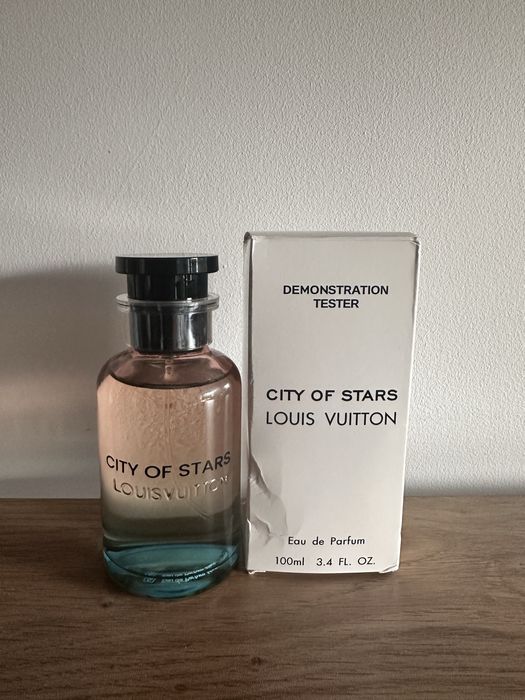 CITY OF STARS
LOUIS VUITTON
DEMONSTRATION
TESTER
CITY OF STARS
LOUIS VUITTON
Eau de Parfum
100ml 3.4 FL. OZ.